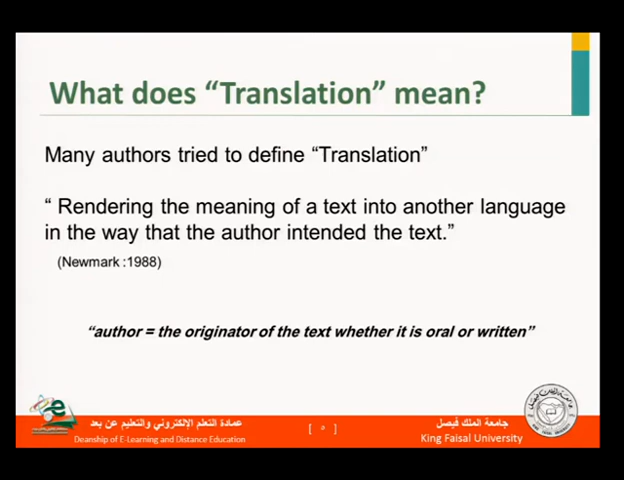 What does “Translation” mean?
Many authors tried to define “Translation”
“ Rendering the meaning of a text into another language
in the way that the author intended the text.”
(Newmark :1988)
“author = the originator of the text whether it is oral or written”
عمادة التعلم الإلكتروني والتعليم عن بعد
Deanship of E-Learning and Distance Education
[ ٥ ]
جامعة الملك فيصل
King Faisal University